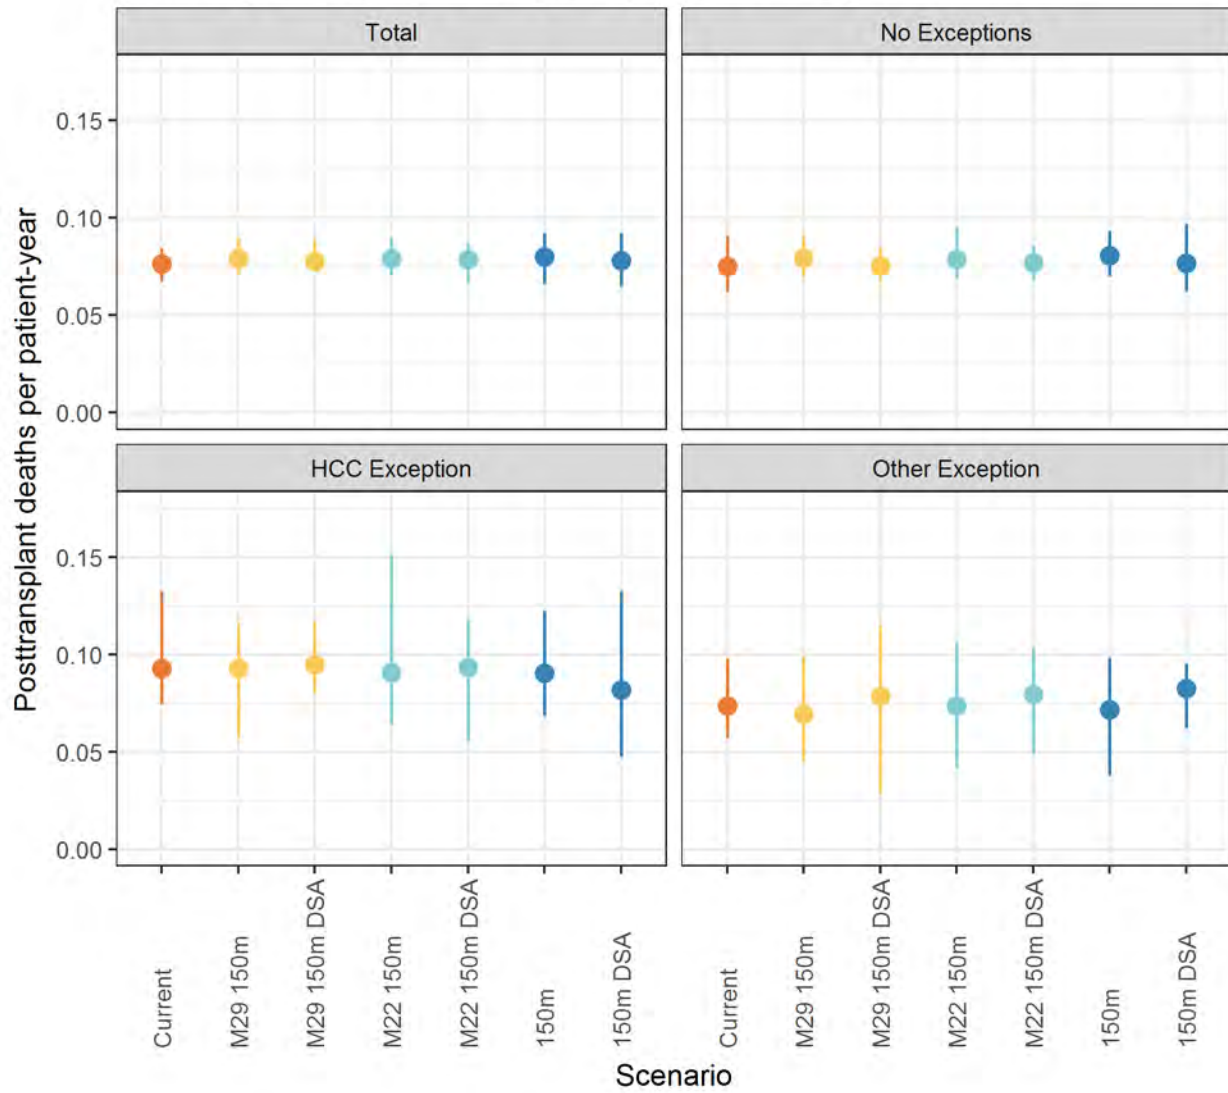 Total
No Exceptions
0.15
0.10
0.05
0.00
HCC Exception
Other Exception
0.15
0.10
0.05
0.00
Posttransplant deaths per patient-year
Current
M29 150m
M29 150m DSA
M22 150m
M22 150m DSA
150m
150m DSA
Current
M29 150m
M29 150m DSA
M22 150m
M22 150m DSA
150m
150m DSA
Scenario